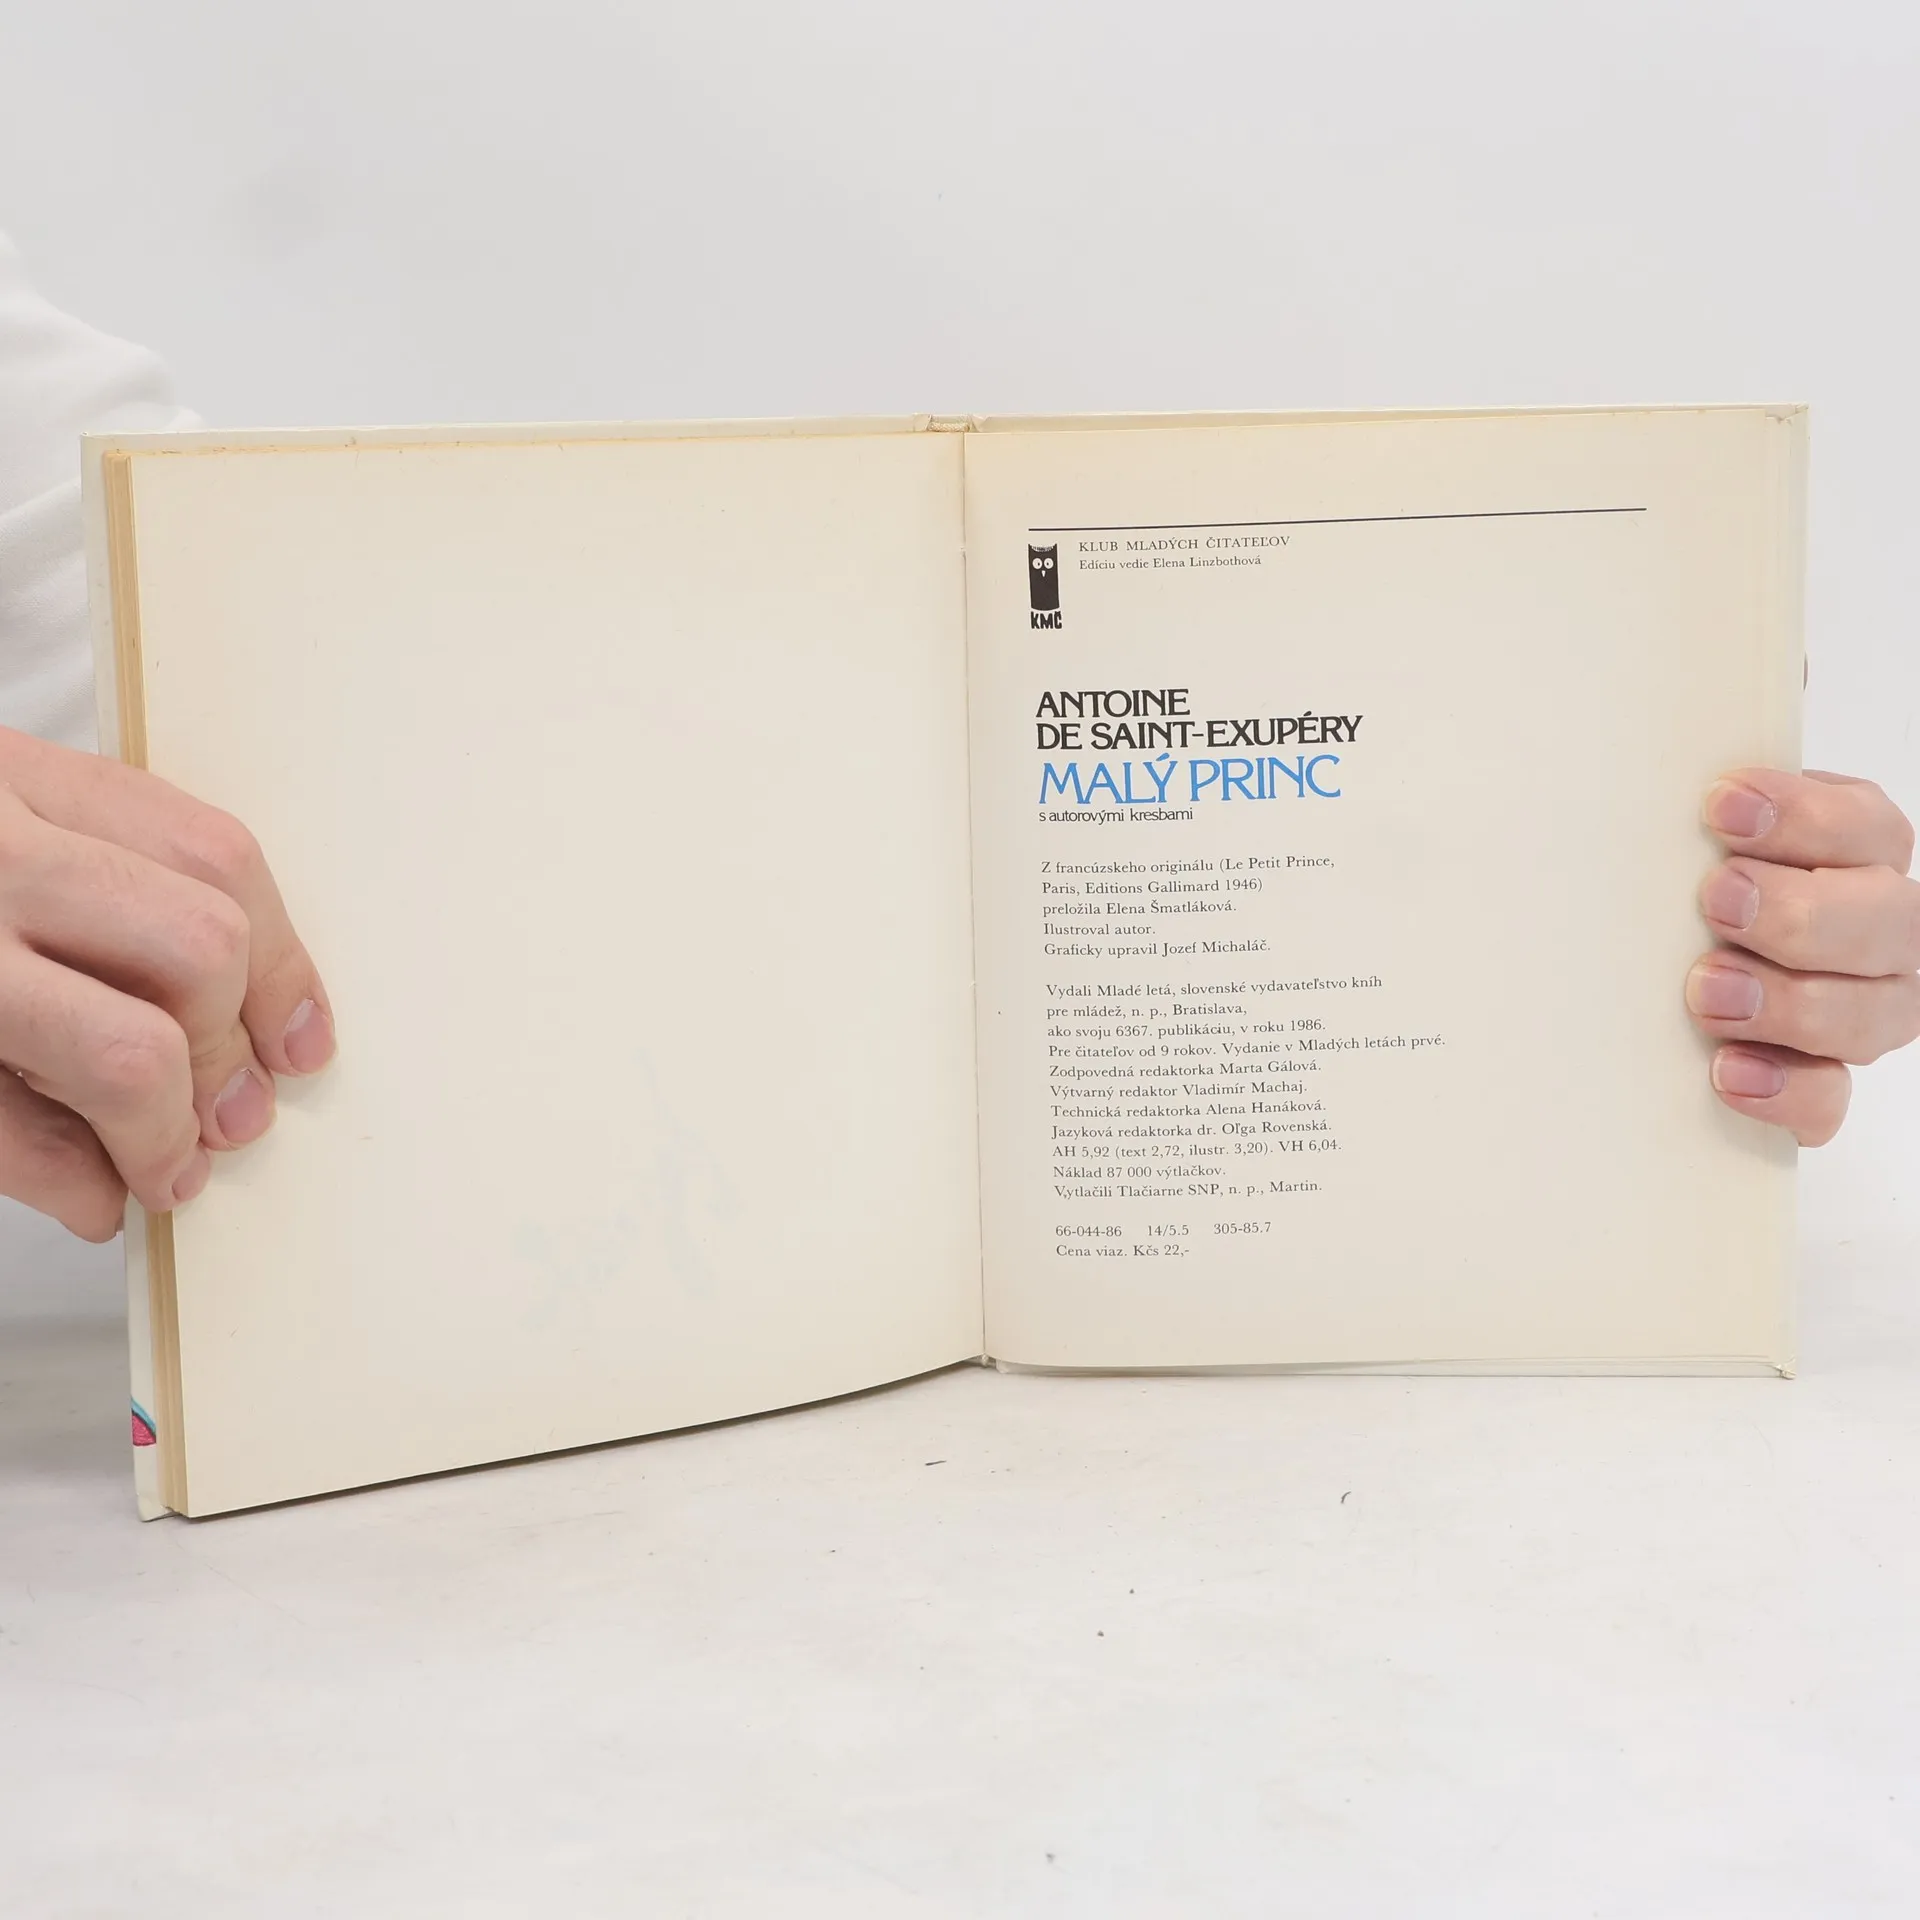 KLUB MLADÝCH ČITATEĽOV
Edíciu vedie Elena Linzbothová
KMČ
ANTOINE
DE SAINT-EXUPÉRY
MALÝ PRINC
s autorovými kresbami
Z francúzskeho originálu (Le Petit Prince,
Paris, Editions Gallimard 1946)
preložila Elena Šmatláková.
Ilustroval autor.
Graficky upravil Jozef Michaláč.
Vydali Mladé letá, slovenské vydavateľstvo kníh
pre mládež, n. p., Bratislava,
ako svoju 6367. publikáciu, v roku 1986.
Pre čitateľov od 9 rokov. Vydanie v Mladých letách prvé.
Zodpovedná redaktorka Marta Gálová.
Výtvarný redaktor Vladimír Machaj.
Technická redaktorka Alena Hanáková.
Jazyková redaktorka dr. Oľga Rovenská.
AH 5,92 (text 2,72, ilustr. 3,20). VH 6,04.
Náklad 87 000 výtlačkov.
Vytlačili Tlačiarne SNP, n. p., Martin.
66-044-86 14/5.5 305-85.7
Cena viaz. Kčs 22,-